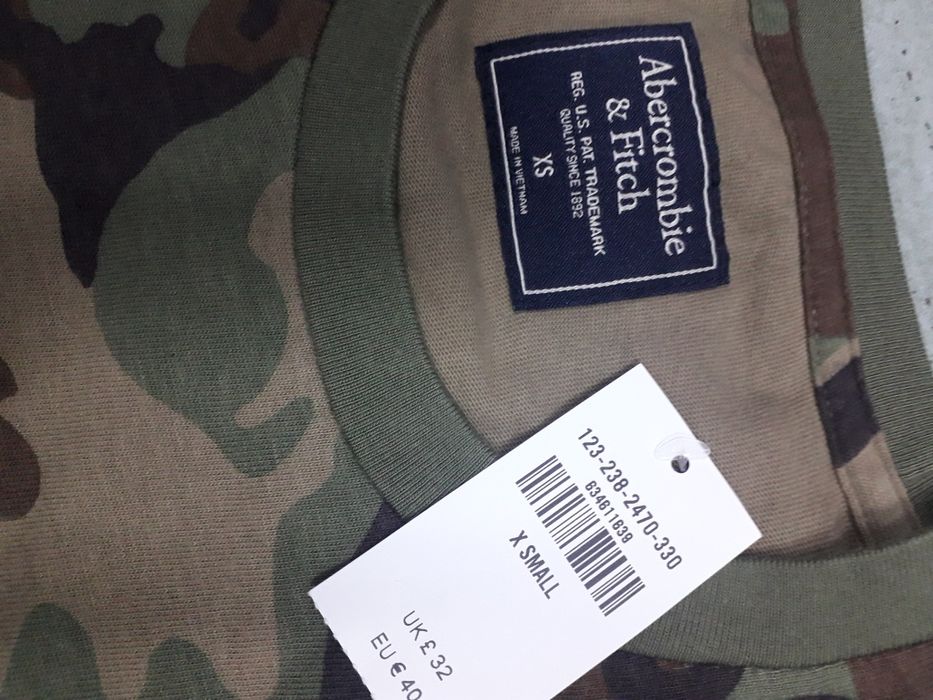 Abercrombie
& Fitch
REG. U.S. PAT. TRADEMARK
QUALITY SINCE 1892
XS
MADE IN VIETNAM
123-238-2470-330
634611639
X SMALL
UK £ 32
EU € 40